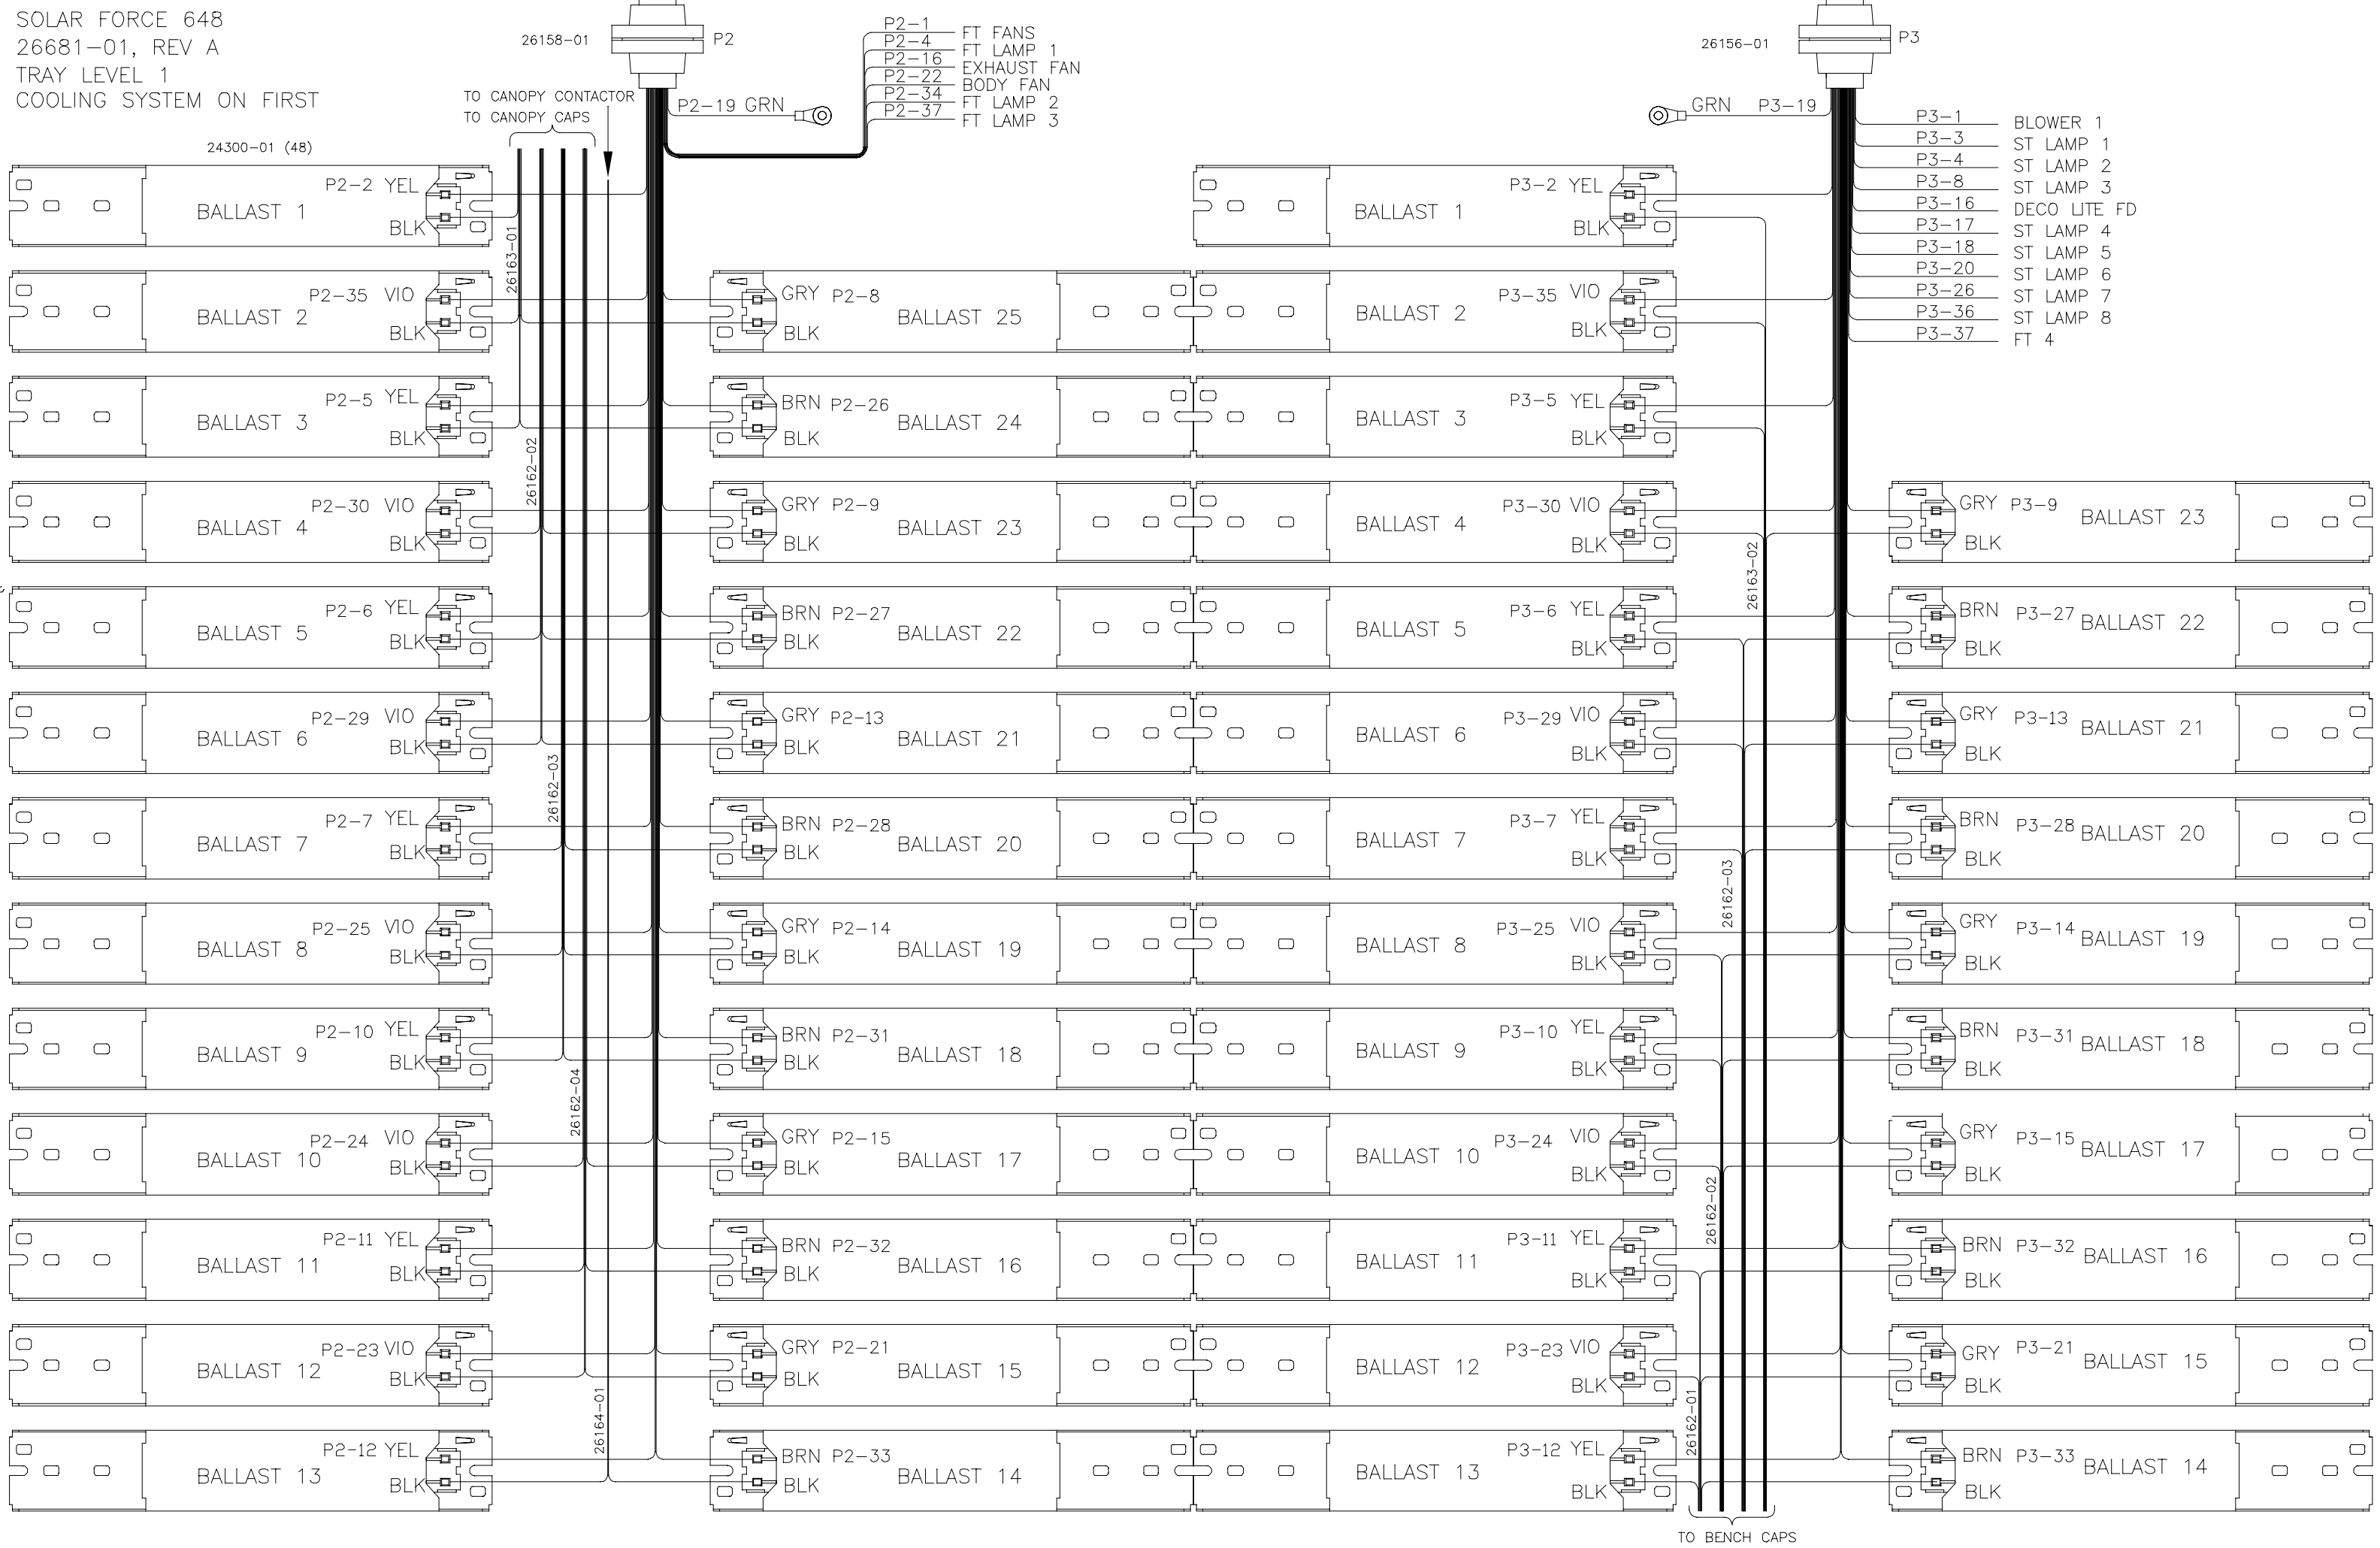 SOLAR FORCE 648
26681-01, REV A
TRAY LEVEL 1
COOLING SYSTEM ON FIRST
24300-01 (48)
26158-01
P2
TO CANOPY CONTACTOR
TO CANOPY CAPS
P2-19 GRN
P2-1 FT FANS
P2-4 FT LAMP 1
P2-16 EXHAUST FAN
P2-22 BODY FAN
P2-34 FT LAMP 2
P2-37 FT LAMP 3
26156-01
P3
GRN P3-19
P3-1 BLOWER 1
P3-3 ST LAMP 1
P3-4 ST LAMP 2
P3-8 ST LAMP 3
P3-16 DECO LITE FD
P3-17 ST LAMP 4
P3-18 ST LAMP 5
P3-20 ST LAMP 6
P3-26 ST LAMP 7
P3-36 ST LAMP 8
P3-37 FT 4
BALLAST 1 P2-2 YEL
BLK
BALLAST 2 P2-35 VIO
BLK
BALLAST 3 P2-5 YEL
BLK
BALLAST 4 P2-30 VIO
BLK
BALLAST 5 P2-6 YEL
BLK
BALLAST 6 P2-29 VIO
BLK
BALLAST 7 P2-7 YEL
BLK
BALLAST 8 P2-25 VIO
BLK
BALLAST 9 P2-10 YEL
BLK
BALLAST 10 P2-24 VIO
BLK
BALLAST 11 P2-11 YEL
BLK
BALLAST 12 P2-23 VIO
BLK
BALLAST 13 P2-12 YEL
BLK
26163-01
26162-02
26162-03
26162-04
26164-01
GRY P2-8 BALLAST 25
BLK
BRN P2-26 BALLAST 24
BLK
GRY P2-9 BALLAST 23
BLK
BRN P2-27 BALLAST 22
BLK
GRY P2-13 BALLAST 21
BLK
BRN P2-28 BALLAST 20
BLK
GRY P2-14 BALLAST 19
BLK
BRN P2-31 BALLAST 18
BLK
GRY P2-15 BALLAST 17
BLK
BRN P2-32 BALLAST 16
BLK
GRY P2-21 BALLAST 15
BLK
BRN P2-33 BALLAST 14
BLK
BALLAST 1 P3-2 YEL
BLK
BALLAST 2 P3-35 VIO
BLK
BALLAST 3 P3-5 YEL
BLK
BALLAST 4 P3-30 VIO
BLK
BALLAST 5 P3-6 YEL
BLK
BALLAST 6 P3-29 VIO
BLK
BALLAST 7 P3-7 YEL
BLK
BALLAST 8 P3-25 VIO
BLK
BALLAST 9 P3-10 YEL
BLK
BALLAST 10 P3-24 VIO
BLK
BALLAST 11 P3-11 YEL
BLK
BALLAST 12 P3-23 VIO
BLK
BALLAST 13 P3-12 YEL
BLK
26163-02
26162-03
26162-02
26162-01
TO BENCH CAPS
GRY P3-9 BALLAST 23
BLK
BRN P3-27 BALLAST 22
BLK
GRY P3-13 BALLAST 21
BLK
BRN P3-28 BALLAST 20
BLK
GRY P3-14 BALLAST 19
BLK
BRN P3-31 BALLAST 18
BLK
GRY P3-15 BALLAST 17
BLK
BRN P3-32 BALLAST 16
BLK
GRY P3-21 BALLAST 15
BLK
BRN P3-33 BALLAST 14
BLK